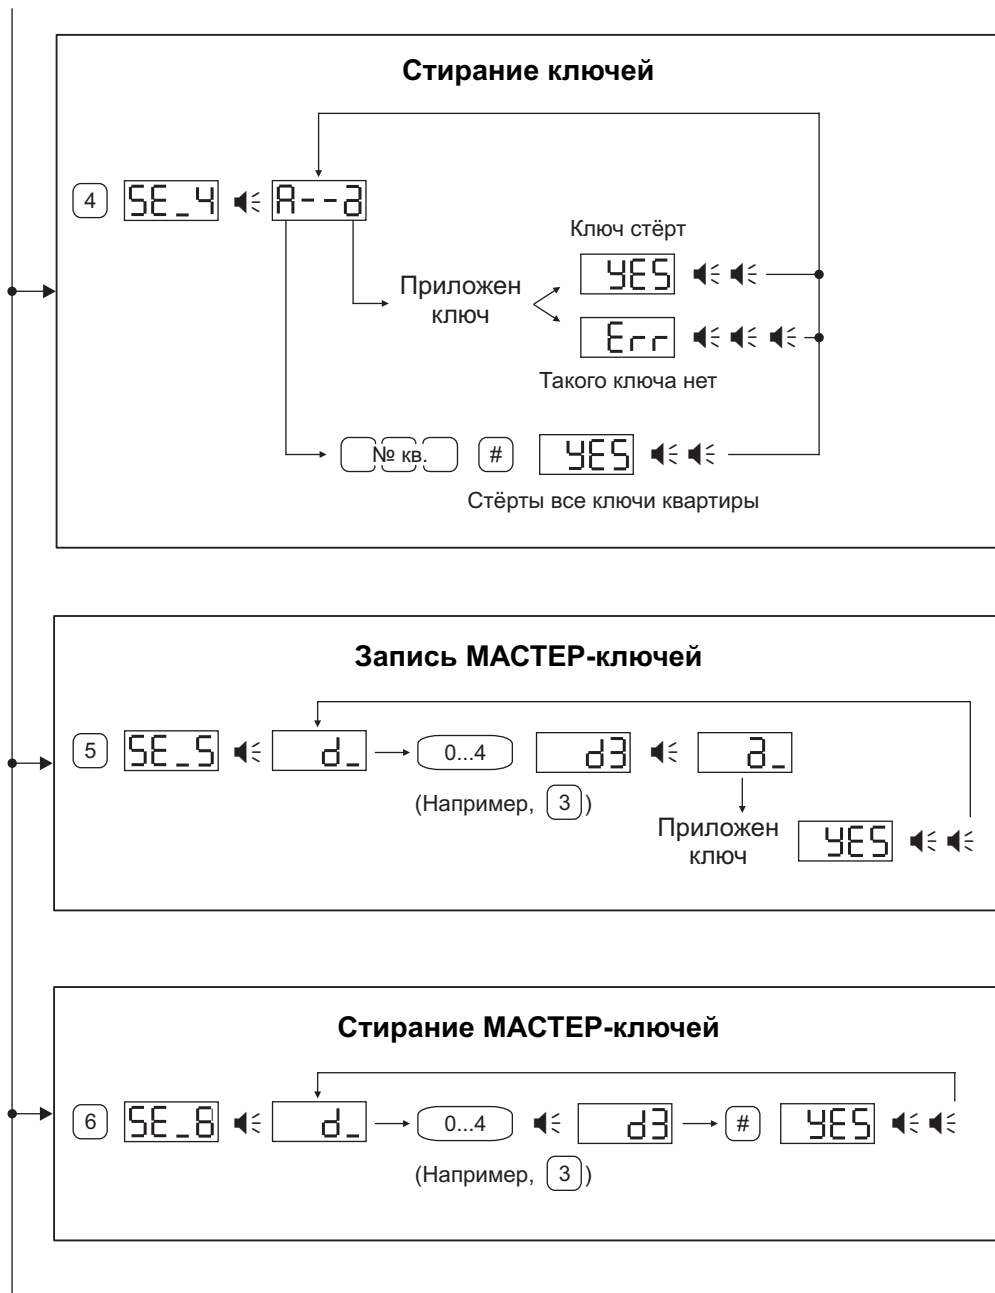 Стирание ключей
4 SE_4 A--a
Ключ стёрт
YES
Приложен
ключ
Err
Такого ключа нет
№ кв. # YES
Стёрты все ключи квартиры
Запись МАСТЕР-ключей
5 SE_5 d_ 0...4 d3 a_
(Например, 3)
Приложен
ключ
YES
Стирание МАСТЕР-ключей
6 SE_6 d_ 0...4 d3 # YES
(Например, 3)